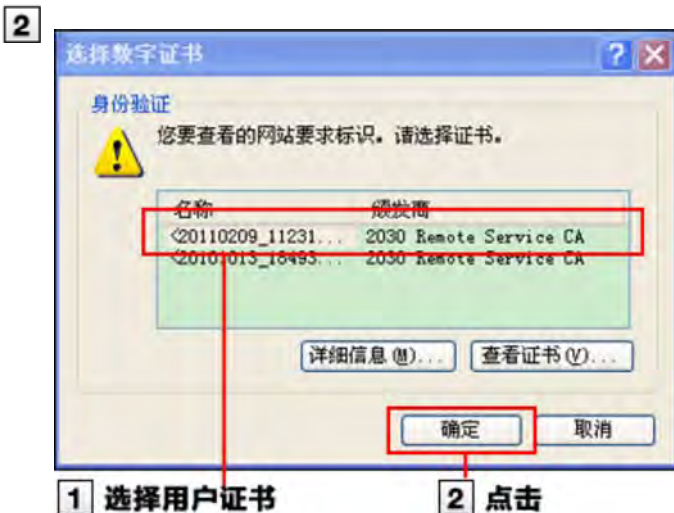 2
选择数字证书
身份验证
您要查看的网站要求标识。请选择证书。
名称 颁发商
<20110209_11231... 2030 Remote Service CA
<20101013_18493... 2030 Remote Service CA
详细信息(M)... 查看证书(V)...
确定 取消
1 选择用户证书 2 点击